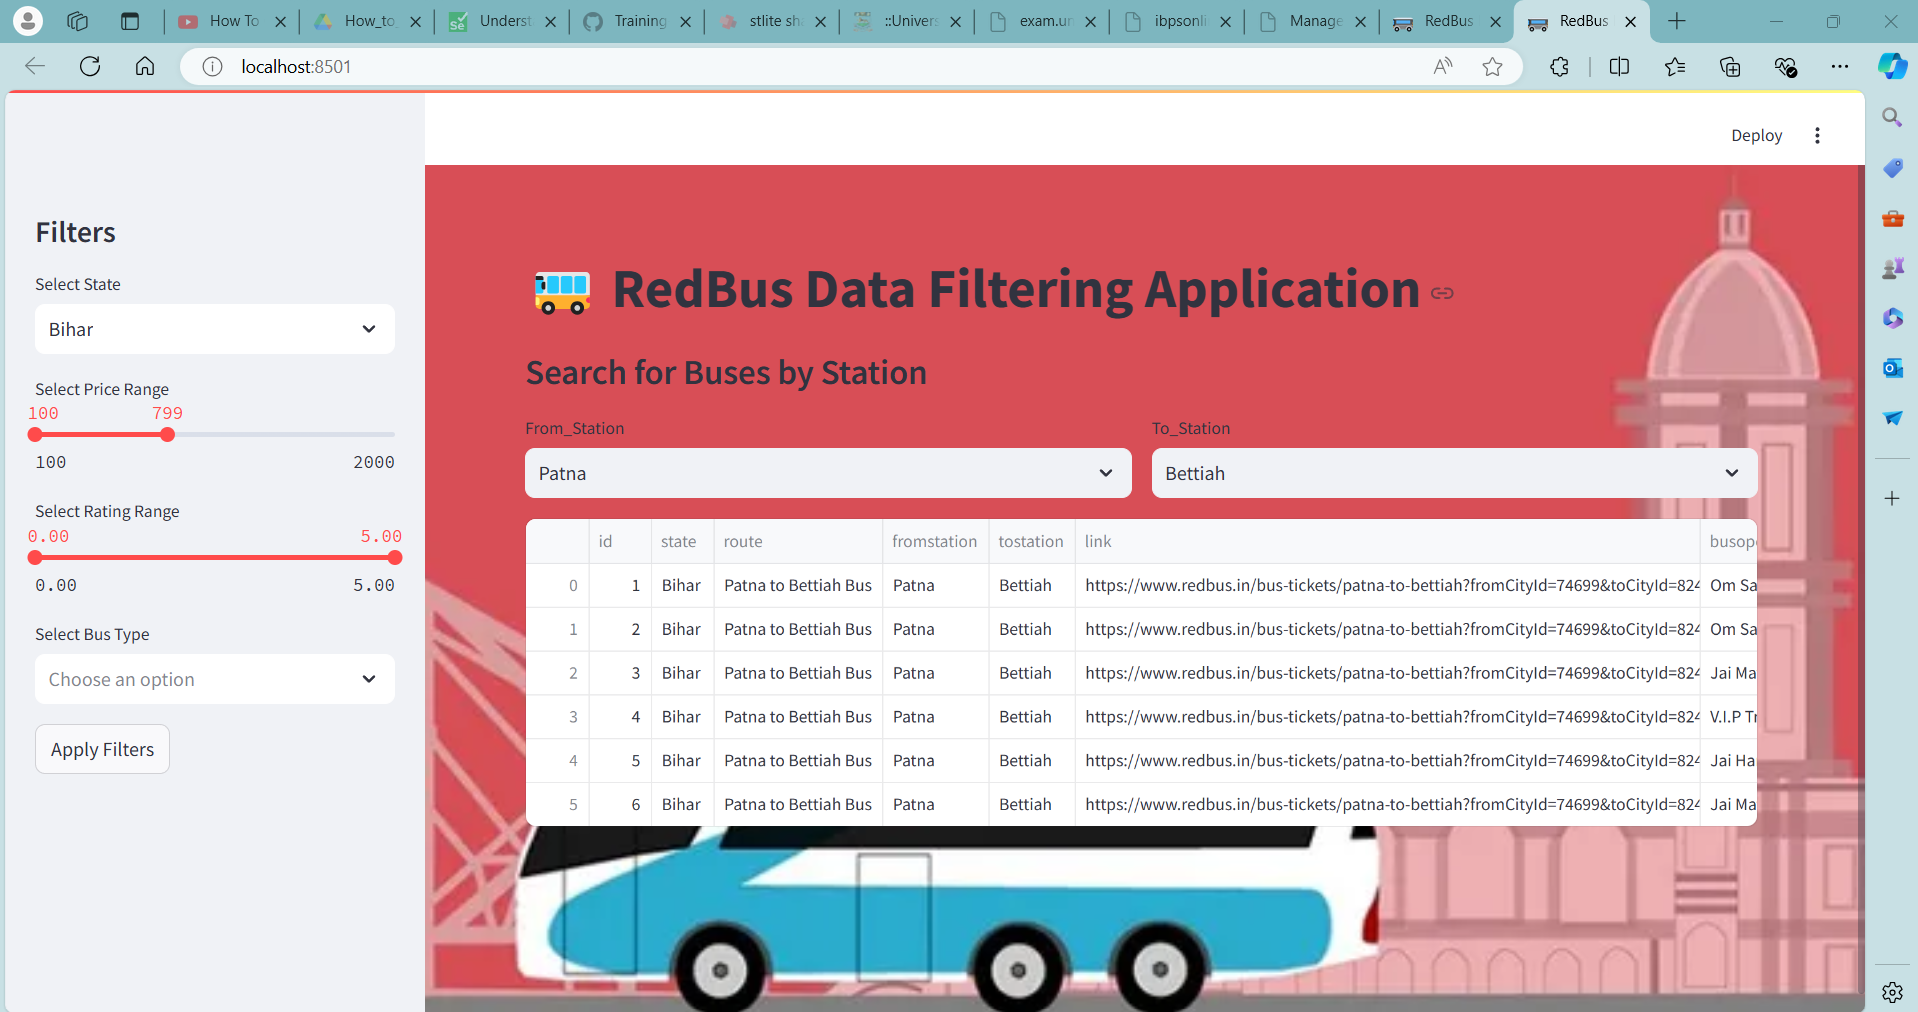 How To
How_to_
Underst
Training
stlite sh
::Univers
exam.un
ibpsonli
Manage
RedBus
RedBus
localhost:8501
Deploy
Filters
Select State
Bihar
Select Price Range
100 799
100 2000
Select Rating Range
0.00 5.00
0.00 5.00
Select Bus Type
Choose an option
Apply Filters
RedBus Data Filtering Application
Search for Buses by Station
From_Station To_Station
Patna Bettiah
id state route fromstation tostation link busop
0 1 Bihar Patna to Bettiah Bus Patna Bettiah https://www.redbus.in/bus-tickets/patna-to-bettiah?fromCityId=74699&toCityId=824 Om Sa
1 2 Bihar Patna to Bettiah Bus Patna Bettiah https://www.redbus.in/bus-tickets/patna-to-bettiah?fromCityId=74699&toCityId=824 Om Sa
2 3 Bihar Patna to Bettiah Bus Patna Bettiah https://www.redbus.in/bus-tickets/patna-to-bettiah?fromCityId=74699&toCityId=824 Jai Ma
3 4 Bihar Patna to Bettiah Bus Patna Bettiah https://www.redbus.in/bus-tickets/patna-to-bettiah?fromCityId=74699&toCityId=824 V.I.P Tr
4 5 Bihar Patna to Bettiah Bus Patna Bettiah https://www.redbus.in/bus-tickets/patna-to-bettiah?fromCityId=74699&toCityId=824 Jai Ha
5 6 Bihar Patna to Bettiah Bus Patna Bettiah https://www.redbus.in/bus-tickets/patna-to-bettiah?fromCityId=74699&toCityId=824 Jai Ma